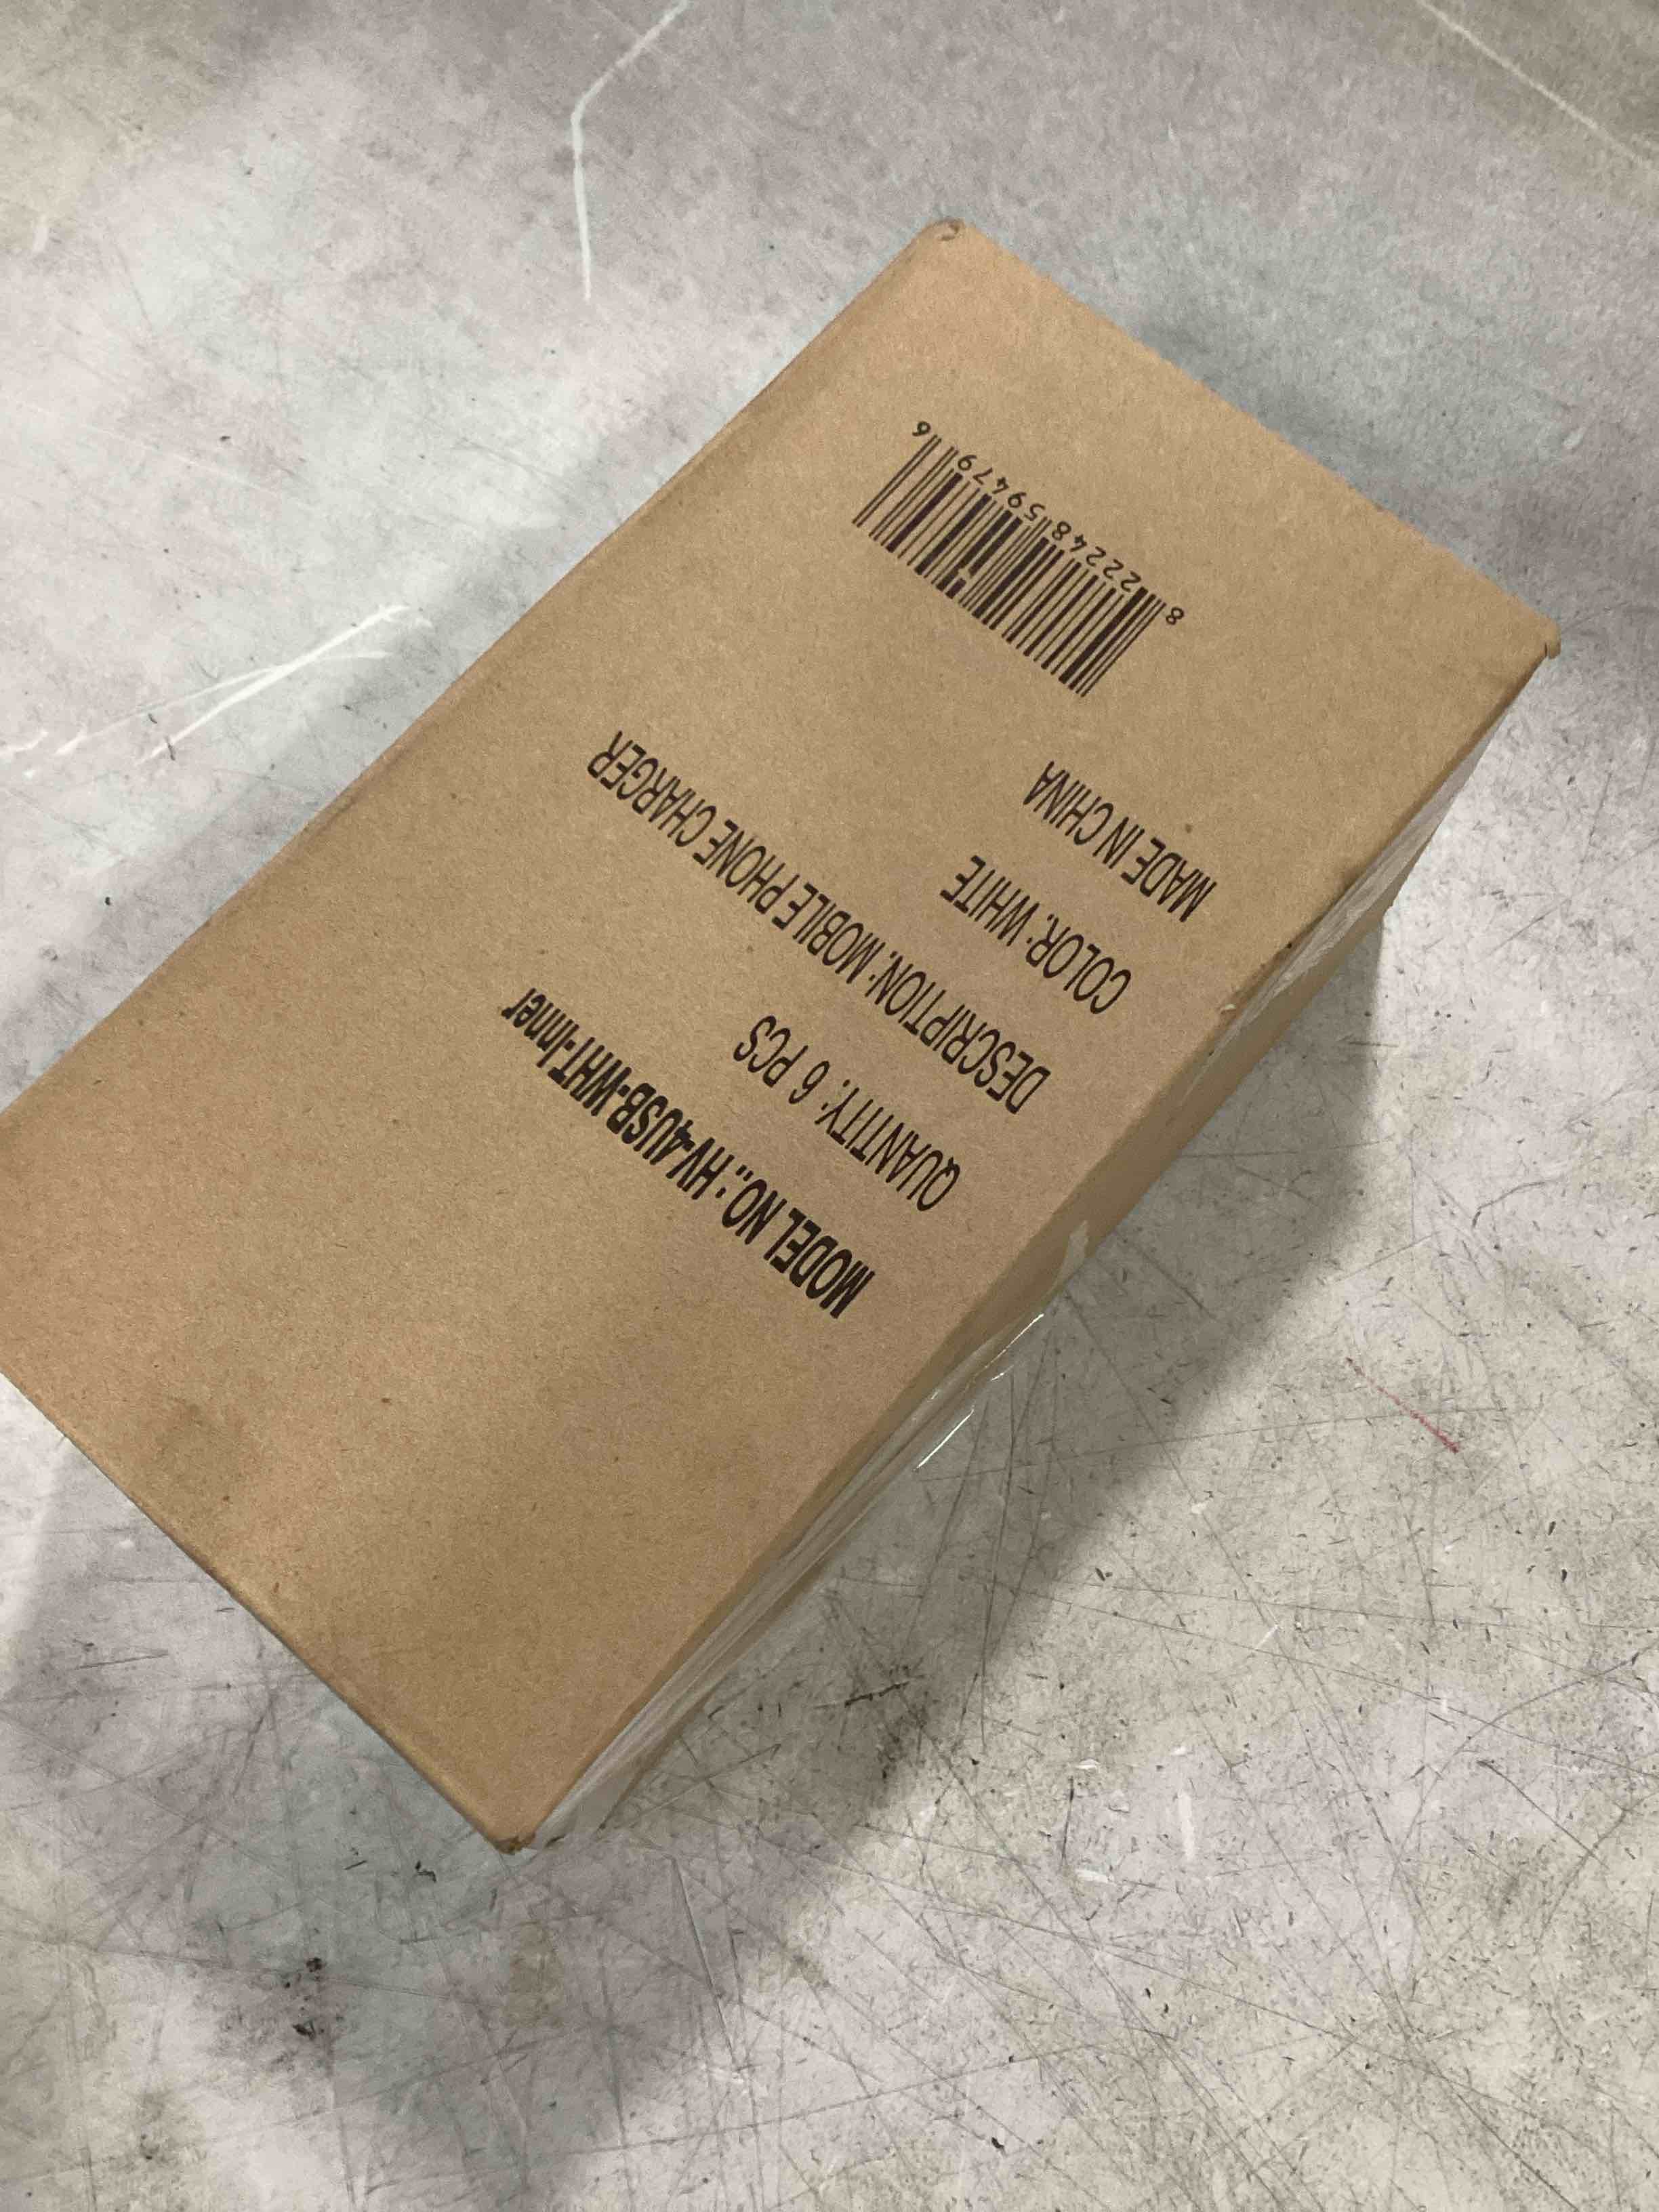 MODEL NO.: HV-4USB-WHT-Inner
QUANTITY: 6 PCS
DESCRIPTION: MOBILE PHONE CHARGER
COLOR: WHITE
MADE IN CHINA
8 22248 59479 6